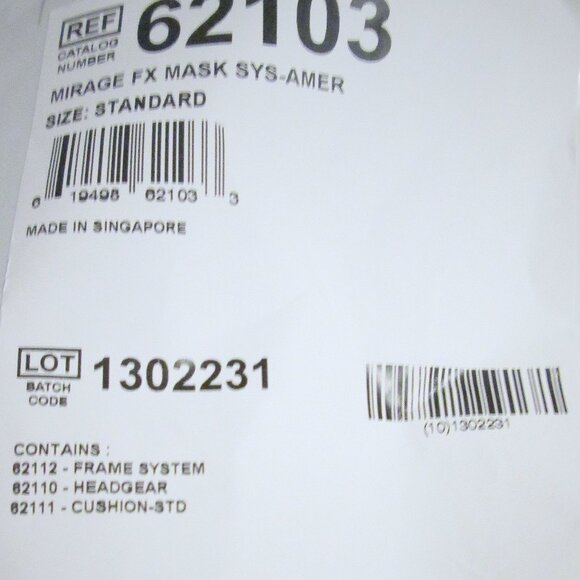 REF 62103
CATALOG
NUMBER
MIRAGE FX MASK SYS-AMER
SIZE: STANDARD
6 19498 62103 3
MADE IN SINGAPORE
LOT 1302231
BATCH
CODE
(10)1302231
CONTAINS :
62112 - FRAME SYSTEM
62110 - HEADGEAR
62111 - CUSHION-STD